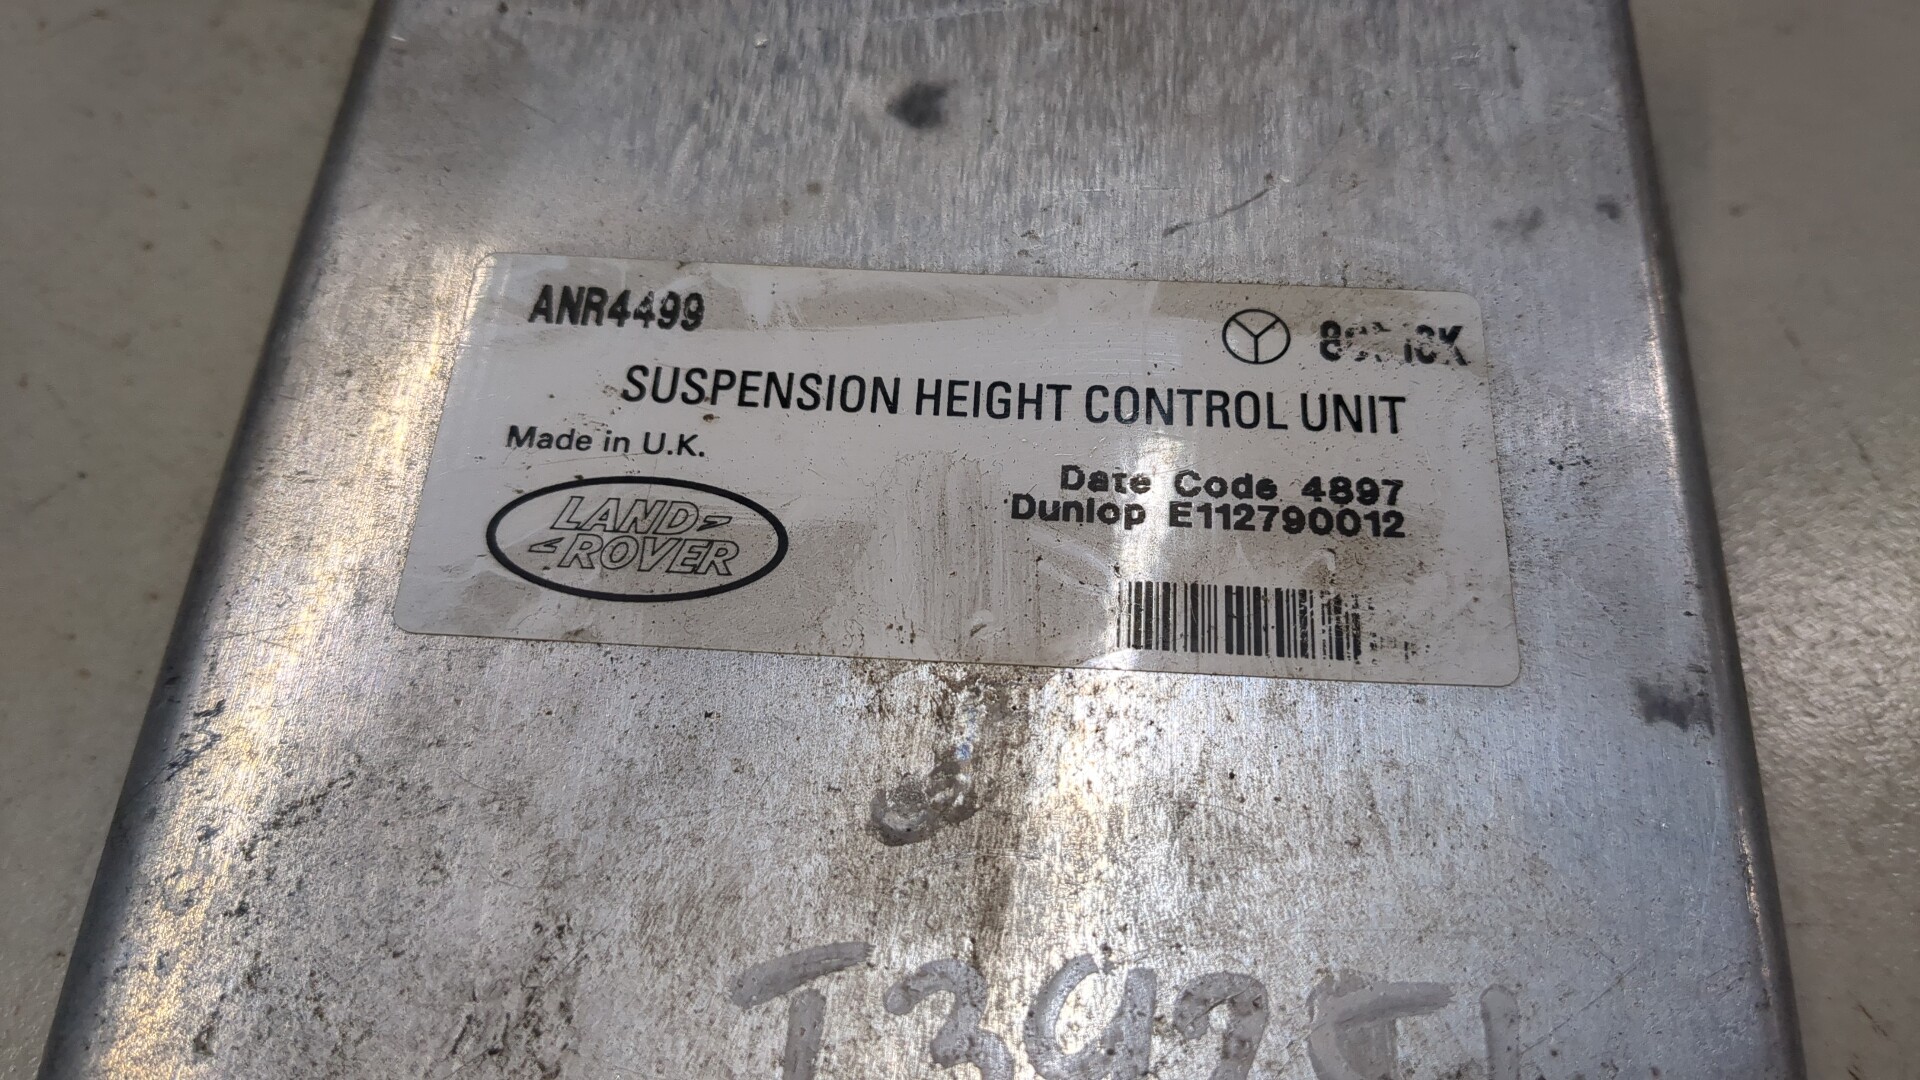 ANR4499
SUSPENSION HEIGHT CONTROL UNIT
Made in U.K.
Date Code 4897
Dunlop E112790012
LAND
ROVER